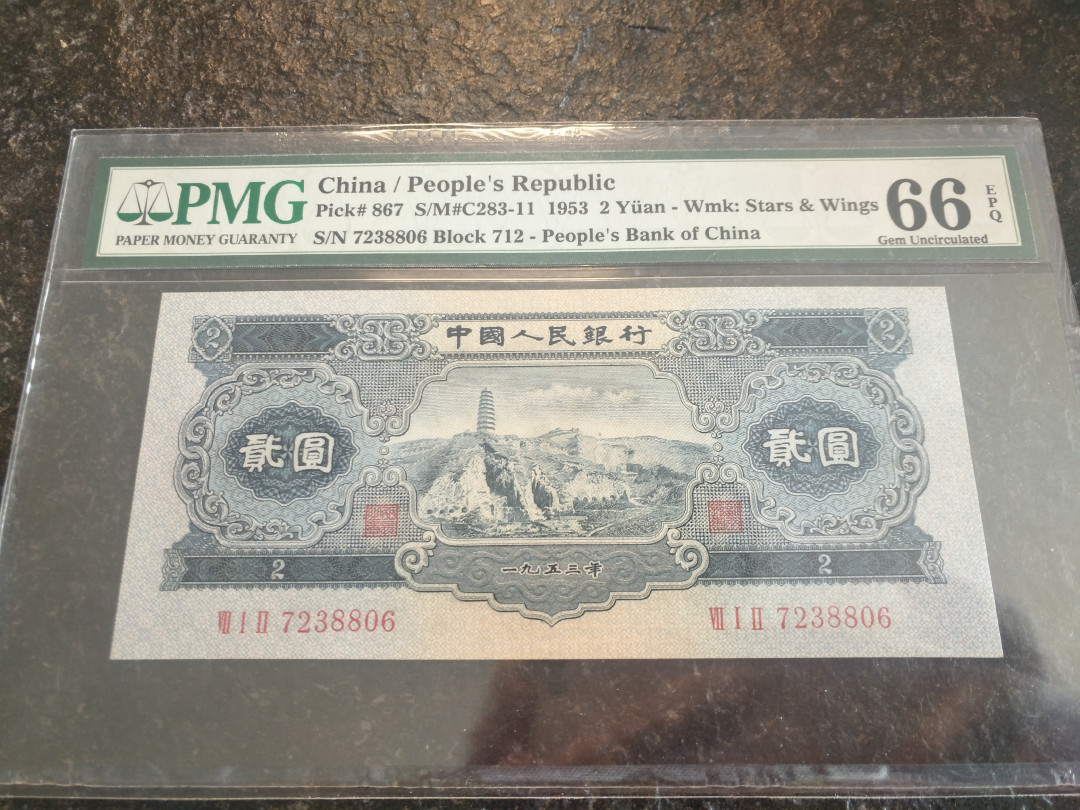 PMG
PAPER MONEY GUARANTY
China / People's Republic
Pick# 867 S/M#C283-11 1953 2 Yüan - Wmk: Stars & Wings
S/N 7238806 Block 712 - People's Bank of China
66
EPQ
Gem Uncirculated
2 中國人民銀行 2
貳圓 貳圓
一九五三年
2 2
Ⅶ Ⅰ Ⅱ 7238806 Ⅶ Ⅰ Ⅱ 7238806